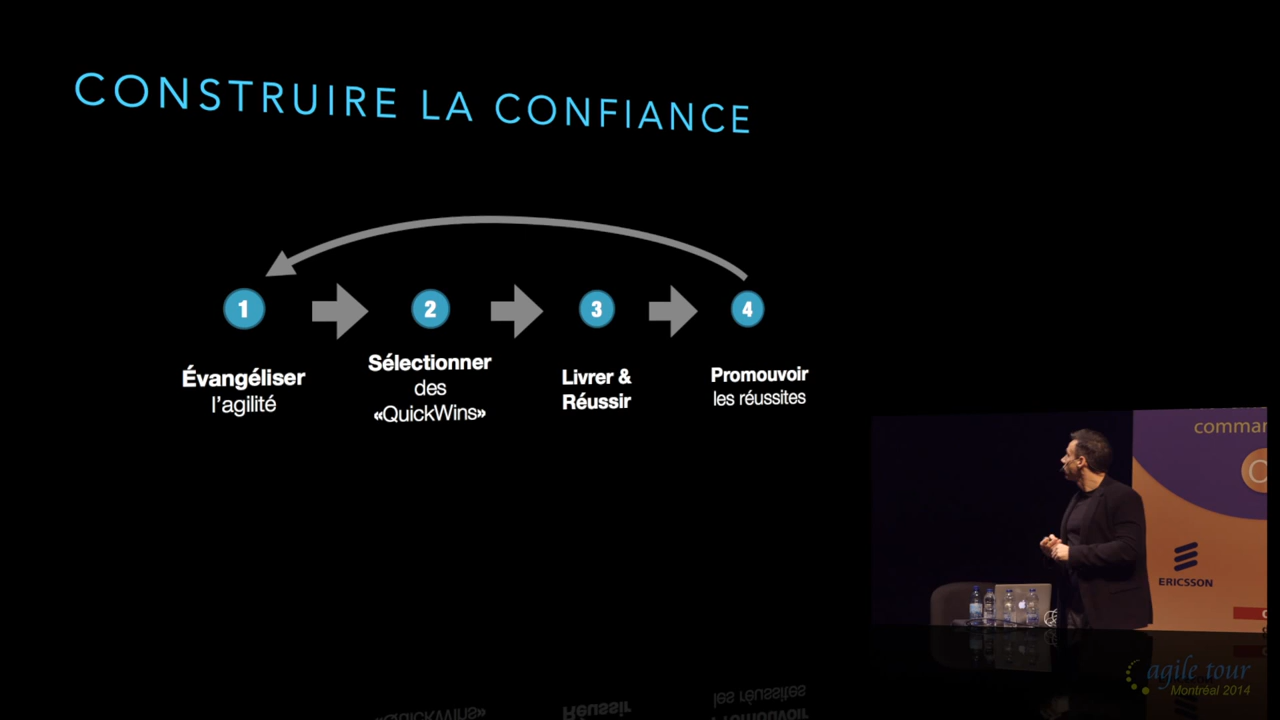 CONSTRUIRE LA CONFIANCE
1
2
3
4
Évangéliser
l'agilité
Sélectionner
des
«QuickWins»
Livrer &
Réussir
Promouvoir
les réussites
ERICSSON
agile tour
Montréal 2014